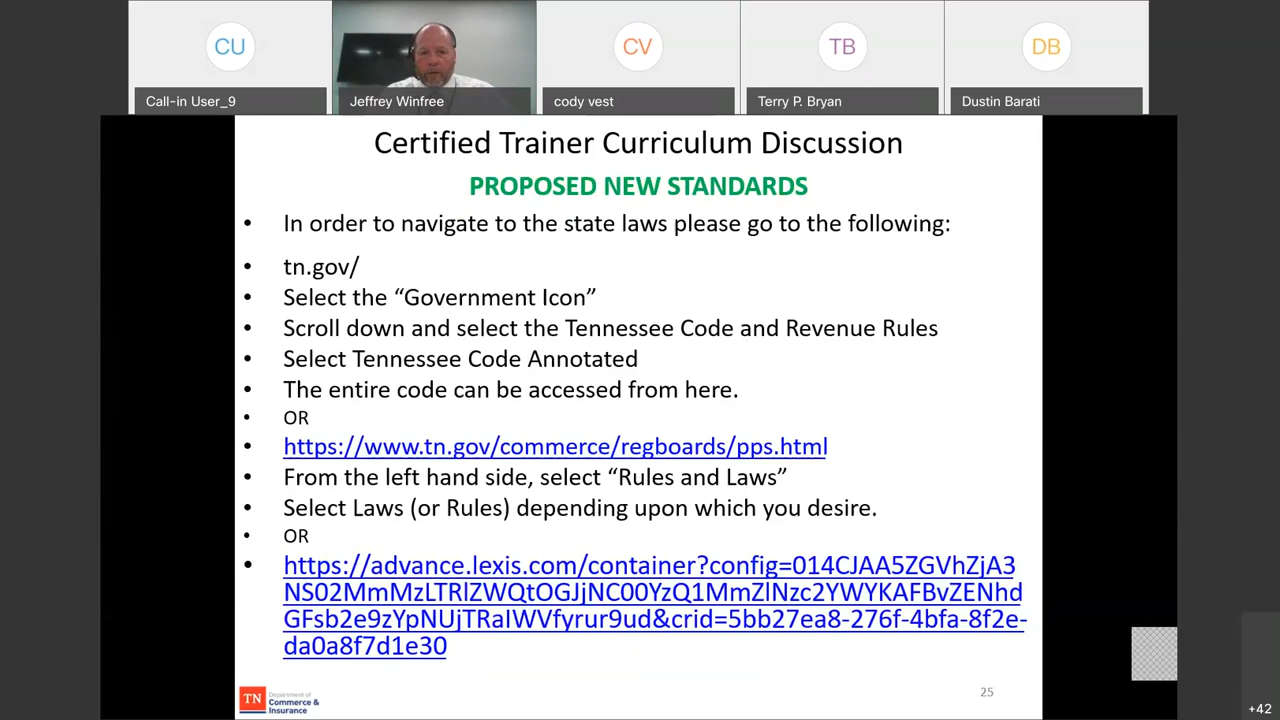 CU
CV
TB
DB
Call-in User_9
Jeffrey Winfree
cody vest
Terry P. Bryan
Dustin Barati
Certified Trainer Curriculum Discussion
PROPOSED NEW STANDARDS
• In order to navigate to the state laws please go to the following:
• tn.gov/
• Select the “Government Icon”
• Scroll down and select the Tennessee Code and Revenue Rules
• Select Tennessee Code Annotated
• The entire code can be accessed from here.
• OR
• https://www.tn.gov/commerce/regboards/pps.html
• From the left hand side, select “Rules and Laws”
• Select Laws (or Rules) depending upon which you desire.
• OR
• https://advance.lexis.com/container?config=014CJAA5ZGVhZjA3
NS02MmMzLTRlZWQtOGJjNC00YzQ1MmZlNzc2YWYKAFBvZENhd
GFsb2e9zYpNUjTRaIWVfyrur9ud&crid=5bb27ea8-276f-4bfa-8f2e-
da0a8f7d1e30
TN
Department of
Commerce &
Insurance
25
+42